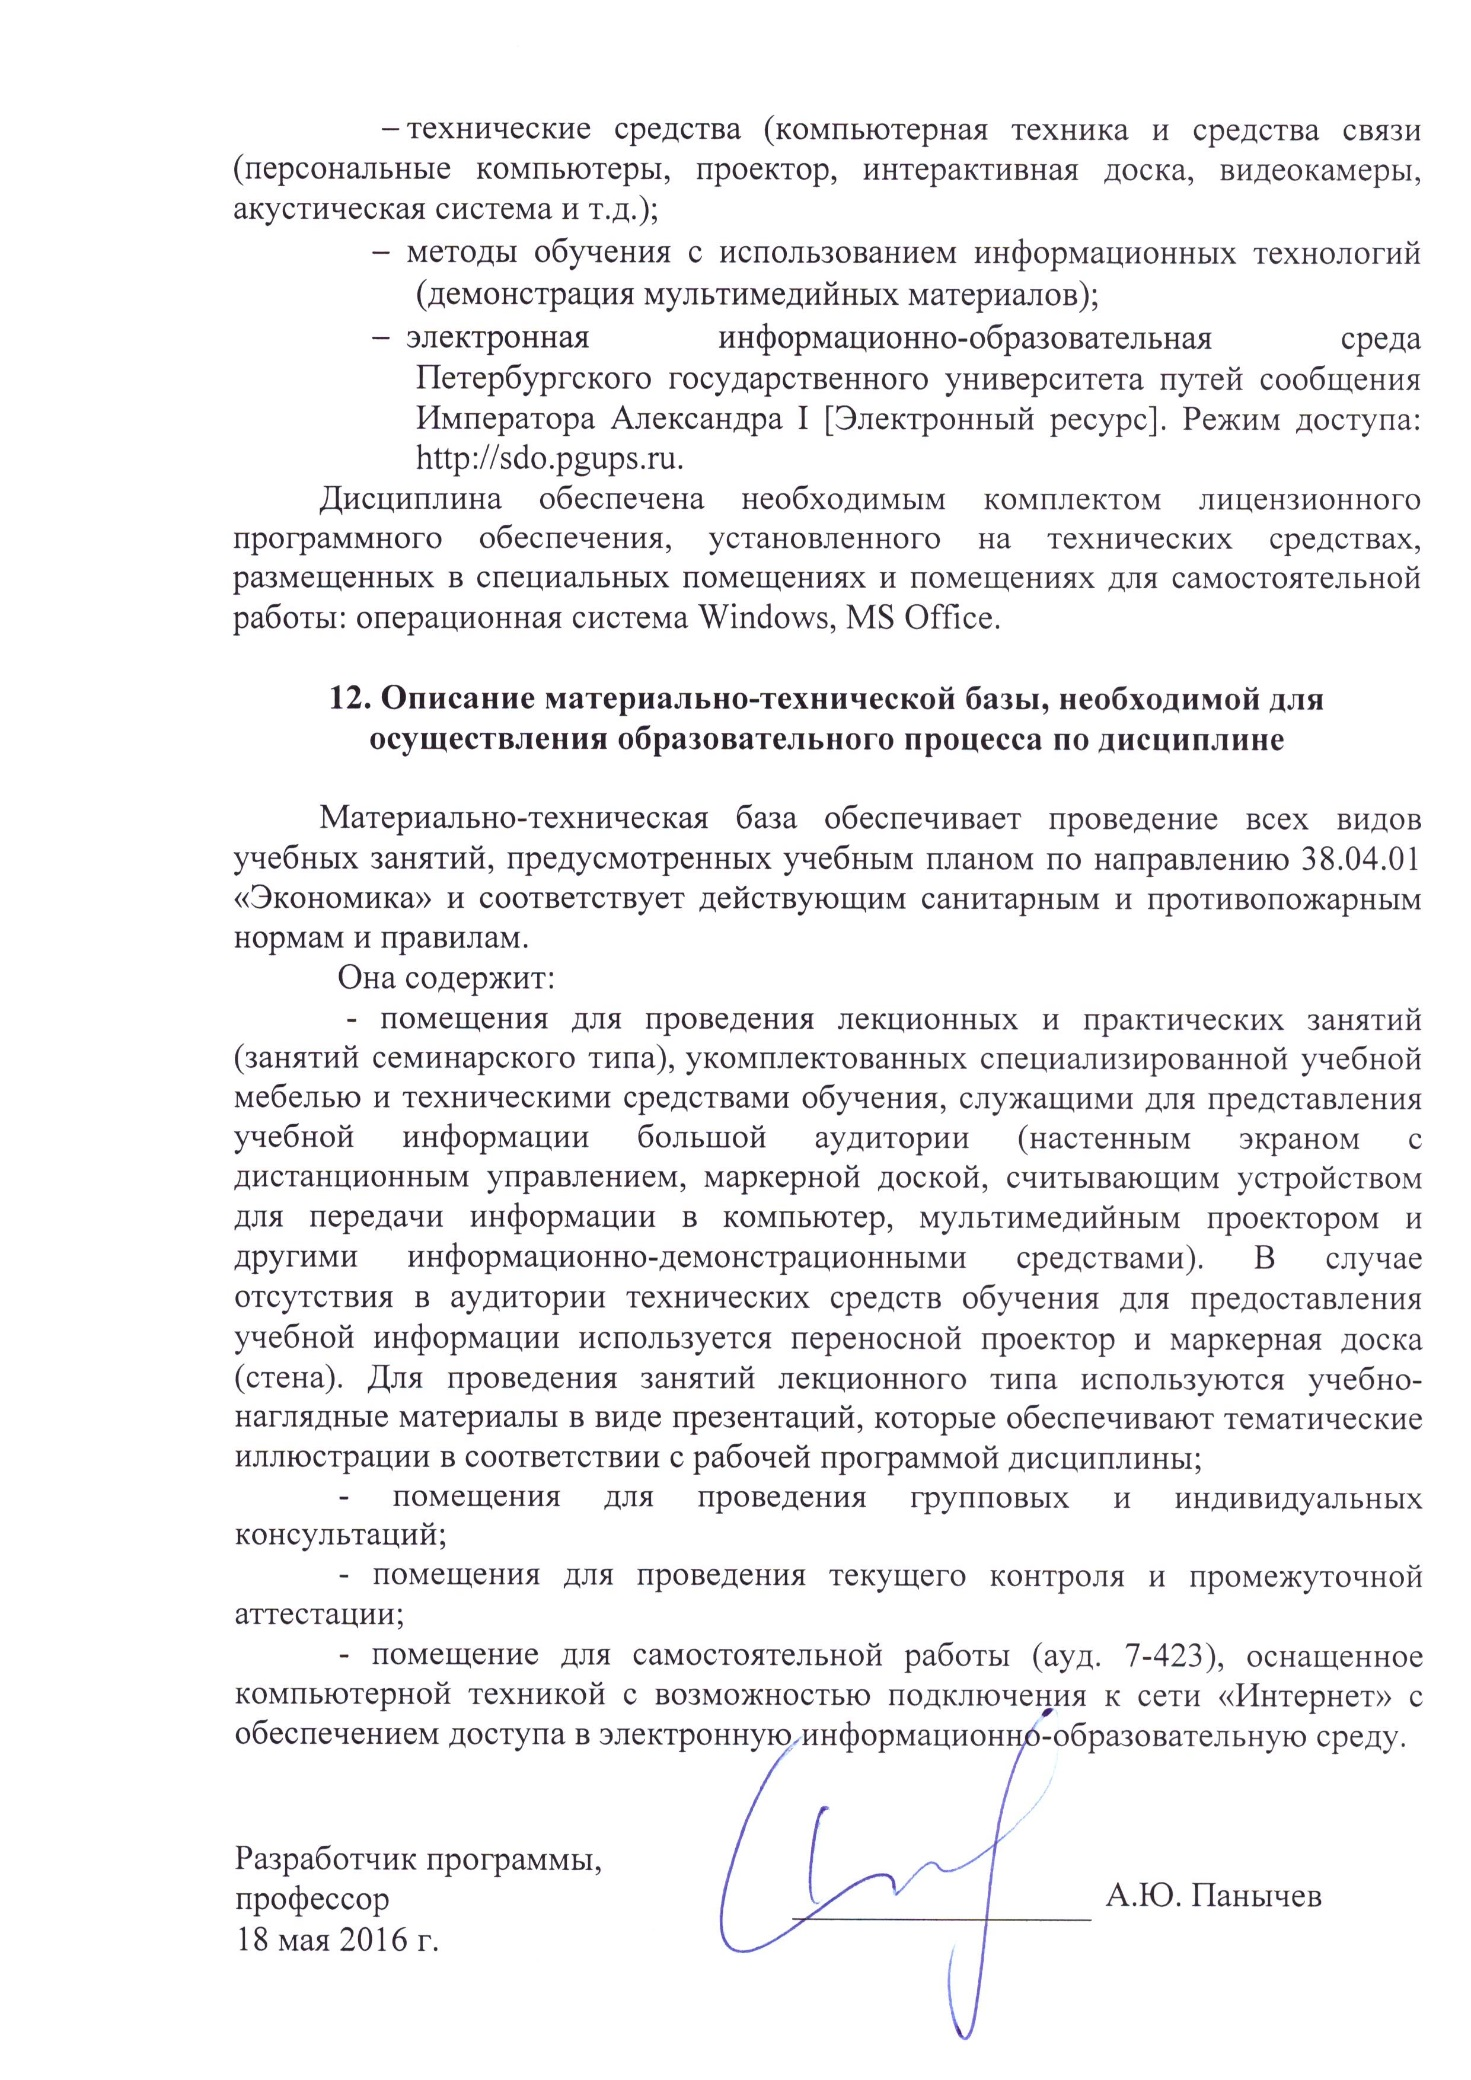 – технические средства (компьютерная техника и средства связи
(персональные компьютеры, проектор, интерактивная доска, видеокамеры,
акустическая система и т.д.);
– методы обучения с использованием информационных технологий
(демонстрация мультимедийных материалов);
– электронная информационно-образовательная среда
Петербургского государственного университета путей сообщения
Императора Александра I [Электронный ресурс]. Режим доступа:
http://sdo.pgups.ru.
Дисциплина обеспечена необходимым комплектом лицензионного
программного обеспечения, установленного на технических средствах,
размещенных в специальных помещениях и помещениях для самостоятельной
работы: операционная система Windows, MS Office.
12. Описание материально-технической базы, необходимой для
осуществления образовательного процесса по дисциплине
Материально-техническая база обеспечивает проведение всех видов
учебных занятий, предусмотренных учебным планом по направлению 38.04.01
«Экономика» и соответствует действующим санитарным и противопожарным
нормам и правилам.
Она содержит:
- помещения для проведения лекционных и практических занятий
(занятий семинарского типа), укомплектованных специализированной учебной
мебелью и техническими средствами обучения, служащими для представления
учебной информации большой аудитории (настенным экраном с
дистанционным управлением, маркерной доской, считывающим устройством
для передачи информации в компьютер, мультимедийным проектором и
другими информационно-демонстрационными средствами). В случае
отсутствия в аудитории технических средств обучения для предоставления
учебной информации используется переносной проектор и маркерная доска
(стена). Для проведения занятий лекционного типа используются учебно-
наглядные материалы в виде презентаций, которые обеспечивают тематические
иллюстрации в соответствии с рабочей программой дисциплины;
- помещения для проведения групповых и индивидуальных
консультаций;
- помещения для проведения текущего контроля и промежуточной
аттестации;
- помещение для самостоятельной работы (ауд. 7-423), оснащенное
компьютерной техникой с возможностью подключения к сети «Интернет» с
обеспечением доступа в электронную информационно-образовательную среду.
Разработчик программы,
профессор
А.Ю. Панычев
18 мая 2016 г.